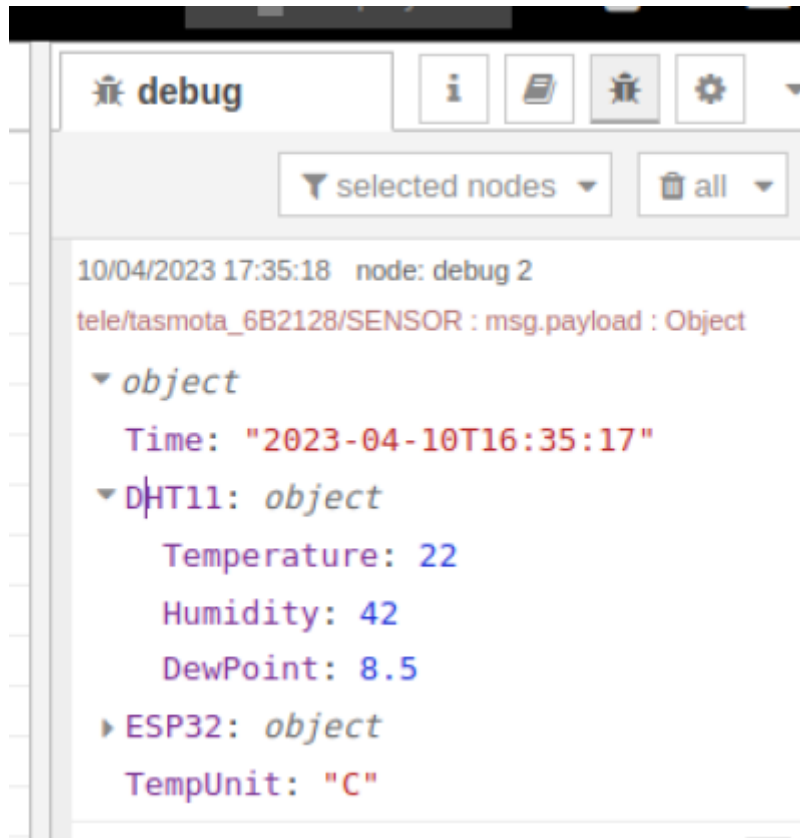 debug
selected nodes
all
10/04/2023 17:35:18 node: debug 2
tele/tasmota_6B2128/SENSOR : msg.payload : Object
object
Time: "2023-04-10T16:35:17"
DHT11: object
Temperature: 22
Humidity: 42
DewPoint: 8.5
ESP32: object
TempUnit: "C"